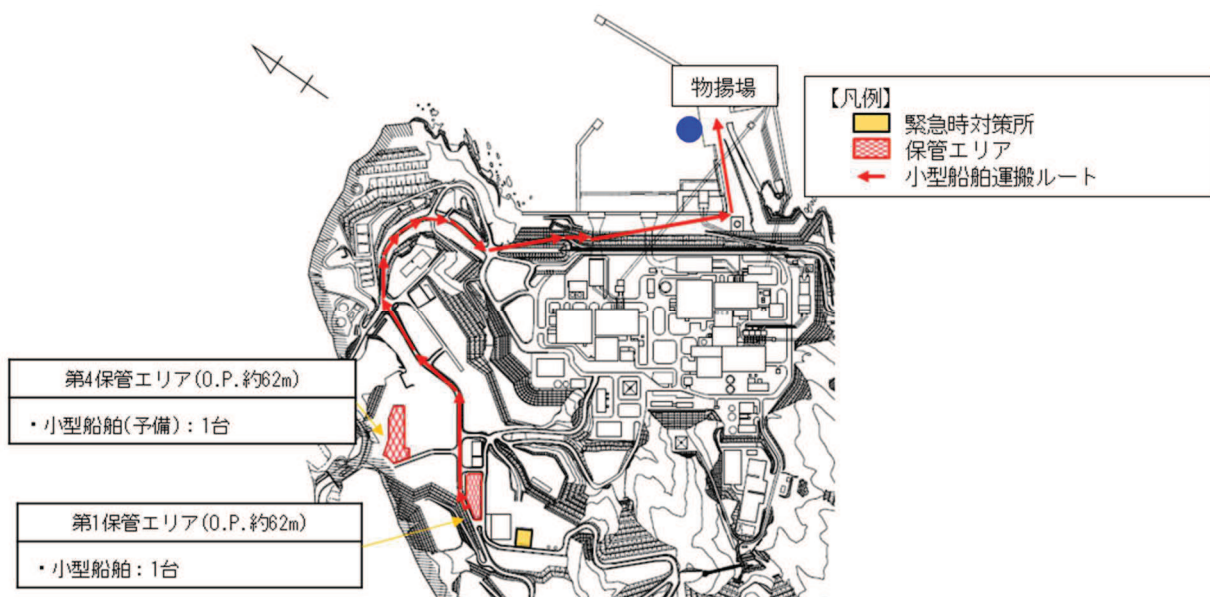 物揚場
【凡例】
緊急時対策所
保管エリア
小型船舶運搬ルート
第4保管エリア(O.P.約62m)
・小型船舶(予備):1台
第1保管エリア(O.P.約62m)
・小型船舶:1台